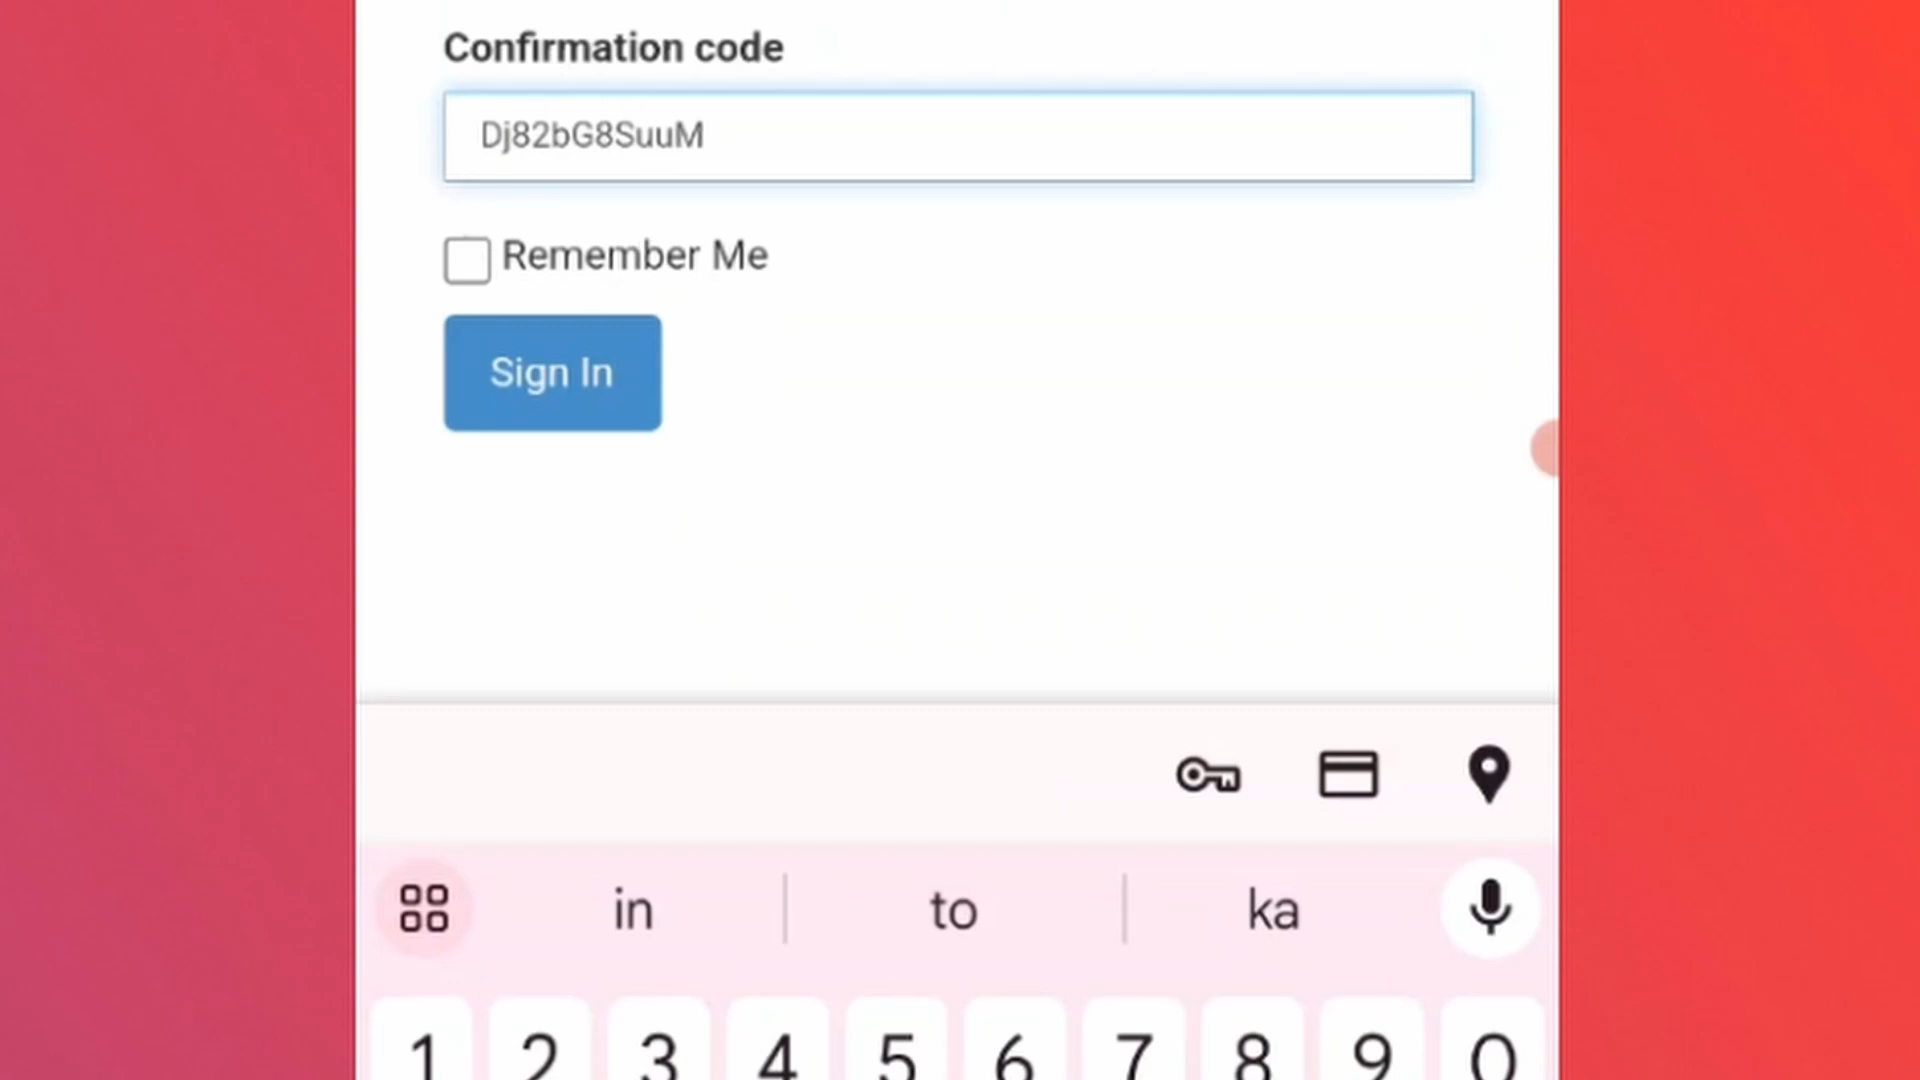 Confirmation code
Dj82bG8SuuM
Remember Me
Sign In
in to ka
1 2 3 4 5 6 7 8 9 0